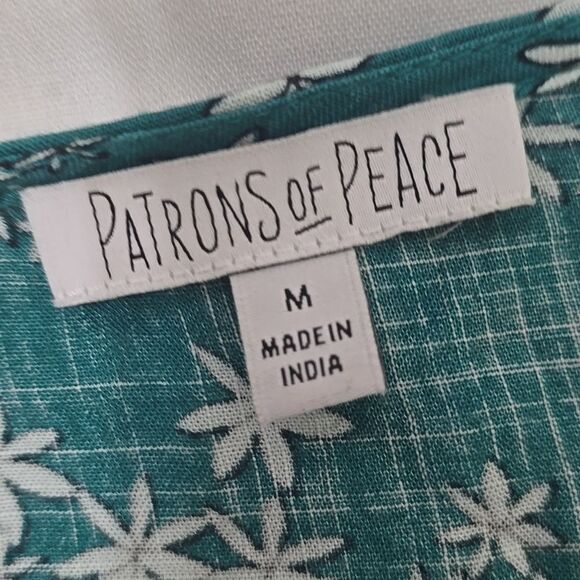 PATRONS OF PEACE
M
MADE IN
INDIA